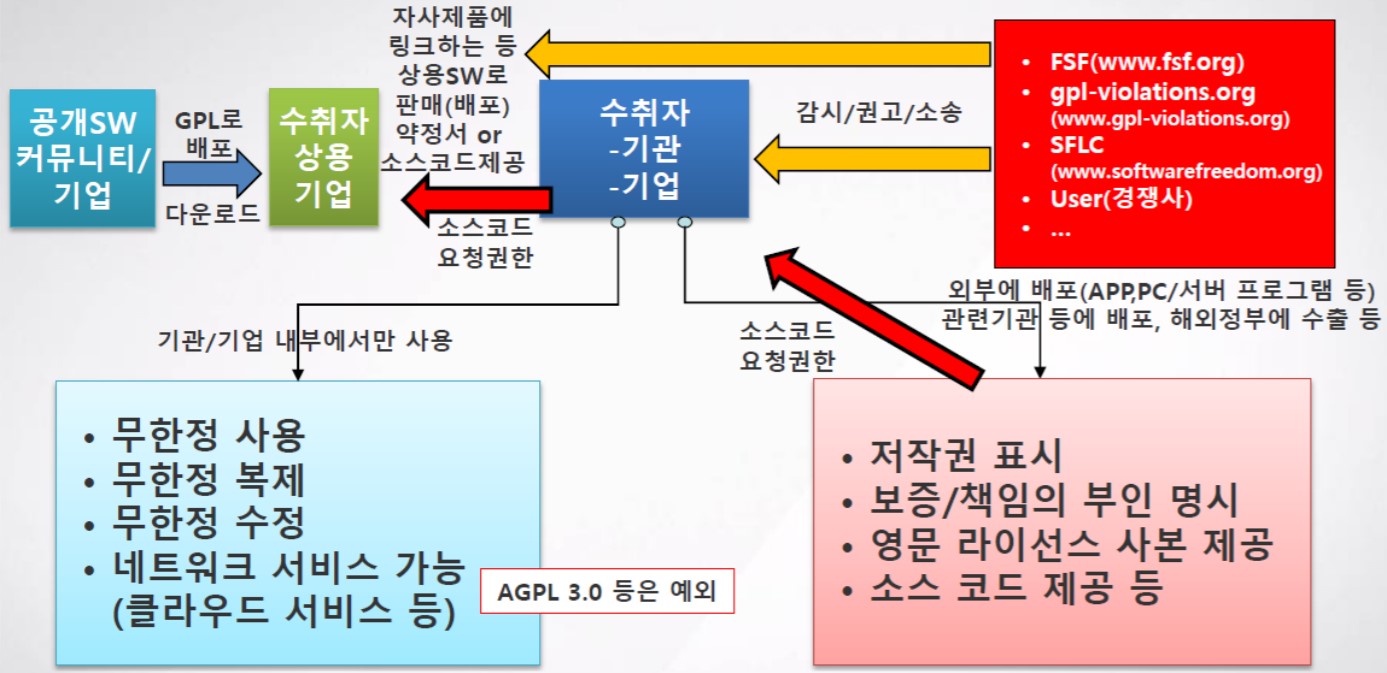 공개SW
커뮤니티/
기업
GPL로
배포
다운로드
수취자
상용
기업
자사제품에
링크하는 등
상용SW로
판매(배포)
약정서 or
소스코드제공
소스코드
요청권한
수취자
-기관
-기업
감시/권고/소송
• FSF(www.fsf.org)
• gpl-violations.org
(www.gpl-violations.org)
• SFLC
(www.softwarefreedom.org)
• User(경쟁사)
• ...
기관/기업 내부에서만 사용
소스코드
요청권한
외부에 배포(APP,PC/서버 프로그램 등)
관련기관 등에 배포, 해외정부에 수출 등
• 무한정 사용
• 무한정 복제
• 무한정 수정
• 네트워크 서비스 가능
(클라우드 서비스 등)
AGPL 3.0 등은 예외
• 저작권 표시
• 보증/책임의 부인 명시
• 영문 라이선스 사본 제공
• 소스 코드 제공 등